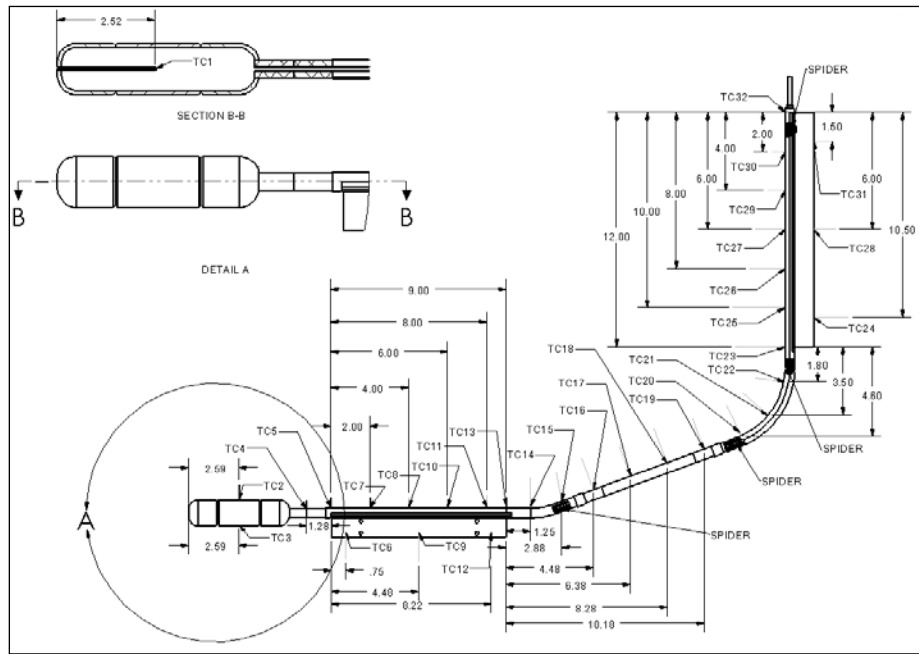 2.52
TC1
SECTION B-B
B
B
DETAIL A
SPIDER
TC32
2.00
4.00
6.00
8.00
10.00
12.00
1.50
6.00
10.50
TC30
TC31
TC29
TC27
TC28
TC26
TC25
TC24
TC23
TC22
1.80
3.50
4.60
9.00
8.00
6.00
4.00
2.00
TC18
TC21
TC17
TC20
TC16
TC19
TC15
TC13
TC14
TC11
TC10
TC8
TC7
TC5
TC4
2.59
TC2
A
TC3
2.59
1.28
TC6
TC9
TC12
.75
4.48
8.22
1.25
2.88
4.48
6.38
8.28
10.18
SPIDER
SPIDER
SPIDER